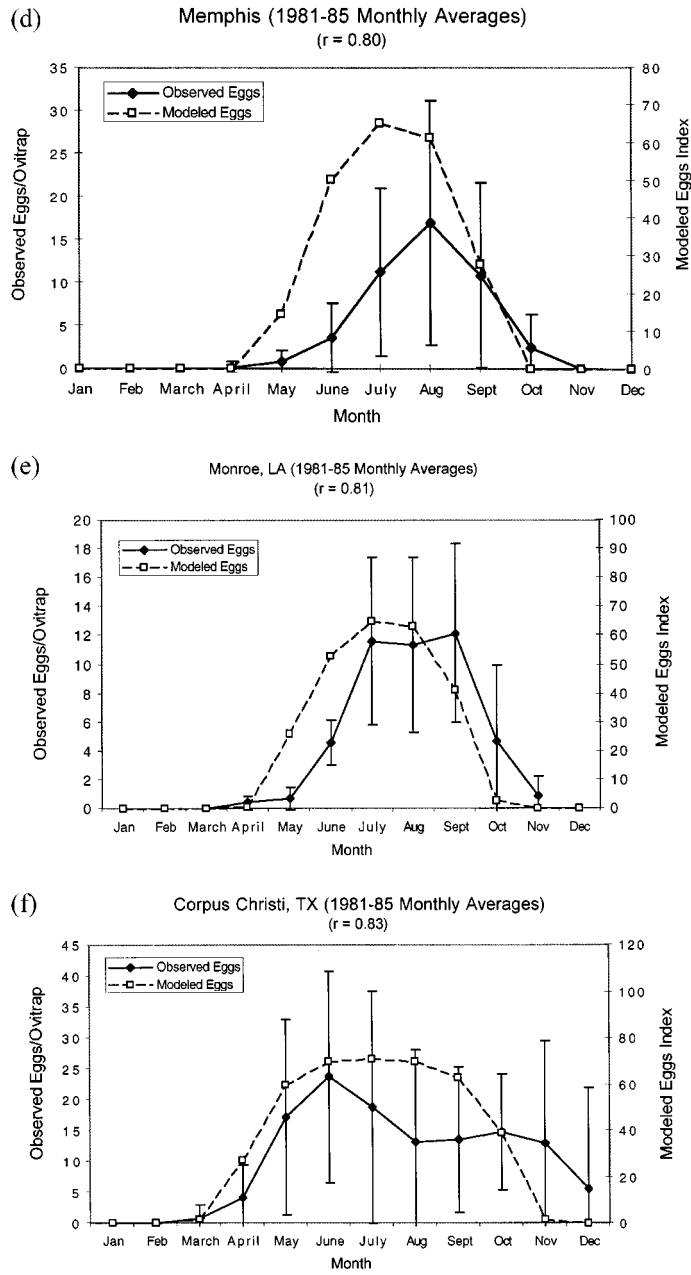 (d)
Memphis (1981-85 Monthly Averages)
(r = 0.80)
Observed Eggs
Modeled Eggs
Observed Eggs/Ovitrap
35
30
25
20
15
10
5
0
Modeled Eggs Index
80
70
60
50
40
30
20
10
0
Jan Feb March April May June July Aug Sept Oct Nov Dec
Month
(e)
Monroe, LA (1981-85 Monthly Averages)
(r = 0.81)
Observed Eggs
Modeled Eggs
Observed Eggs/Ovitrap
20
18
16
14
12
10
8
6
4
2
0
Modeled Eggs Index
100
90
80
70
60
50
40
30
20
10
0
Jan Feb March April May June July Aug Sept Oct Nov Dec
Month
(f)
Corpus Christi, TX (1981-85 Monthly Averages)
(r = 0.83)
Observed Eggs
Modeled Eggs
Observed Eggs/Ovitrap
45
40
35
30
25
20
15
10
5
0
Modeled Eggs Index
120
100
80
60
40
20
0
Jan Feb March April May June July Aug Sept Oct Nov Dec
Month